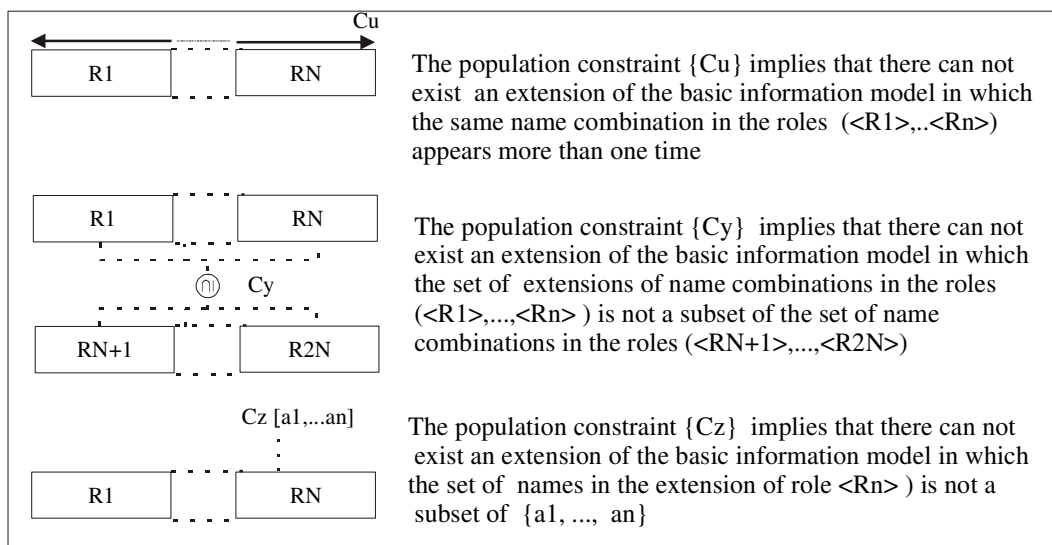 Cu
R1 RN
The population constraint {Cu} implies that there can not
exist an extension of the basic information model in which
the same name combination in the roles (<R1>,..<Rn>)
appears more than one time
R1 RN
Cy
RN+1 R2N
The population constraint {Cy} implies that there can not
exist an extension of the basic information model in which
the set of extensions of name combinations in the roles
(<R1>,...,<Rn> ) is not a subset of the set of name
combinations in the roles (<RN+1>,...,<R2N>)
Cz [a1,...an]
R1 RN
The population constraint {Cz} implies that there can not
exist an extension of the basic information model in which
the set of names in the extension of role <Rn> ) is not a
subset of {a1, ..., an}